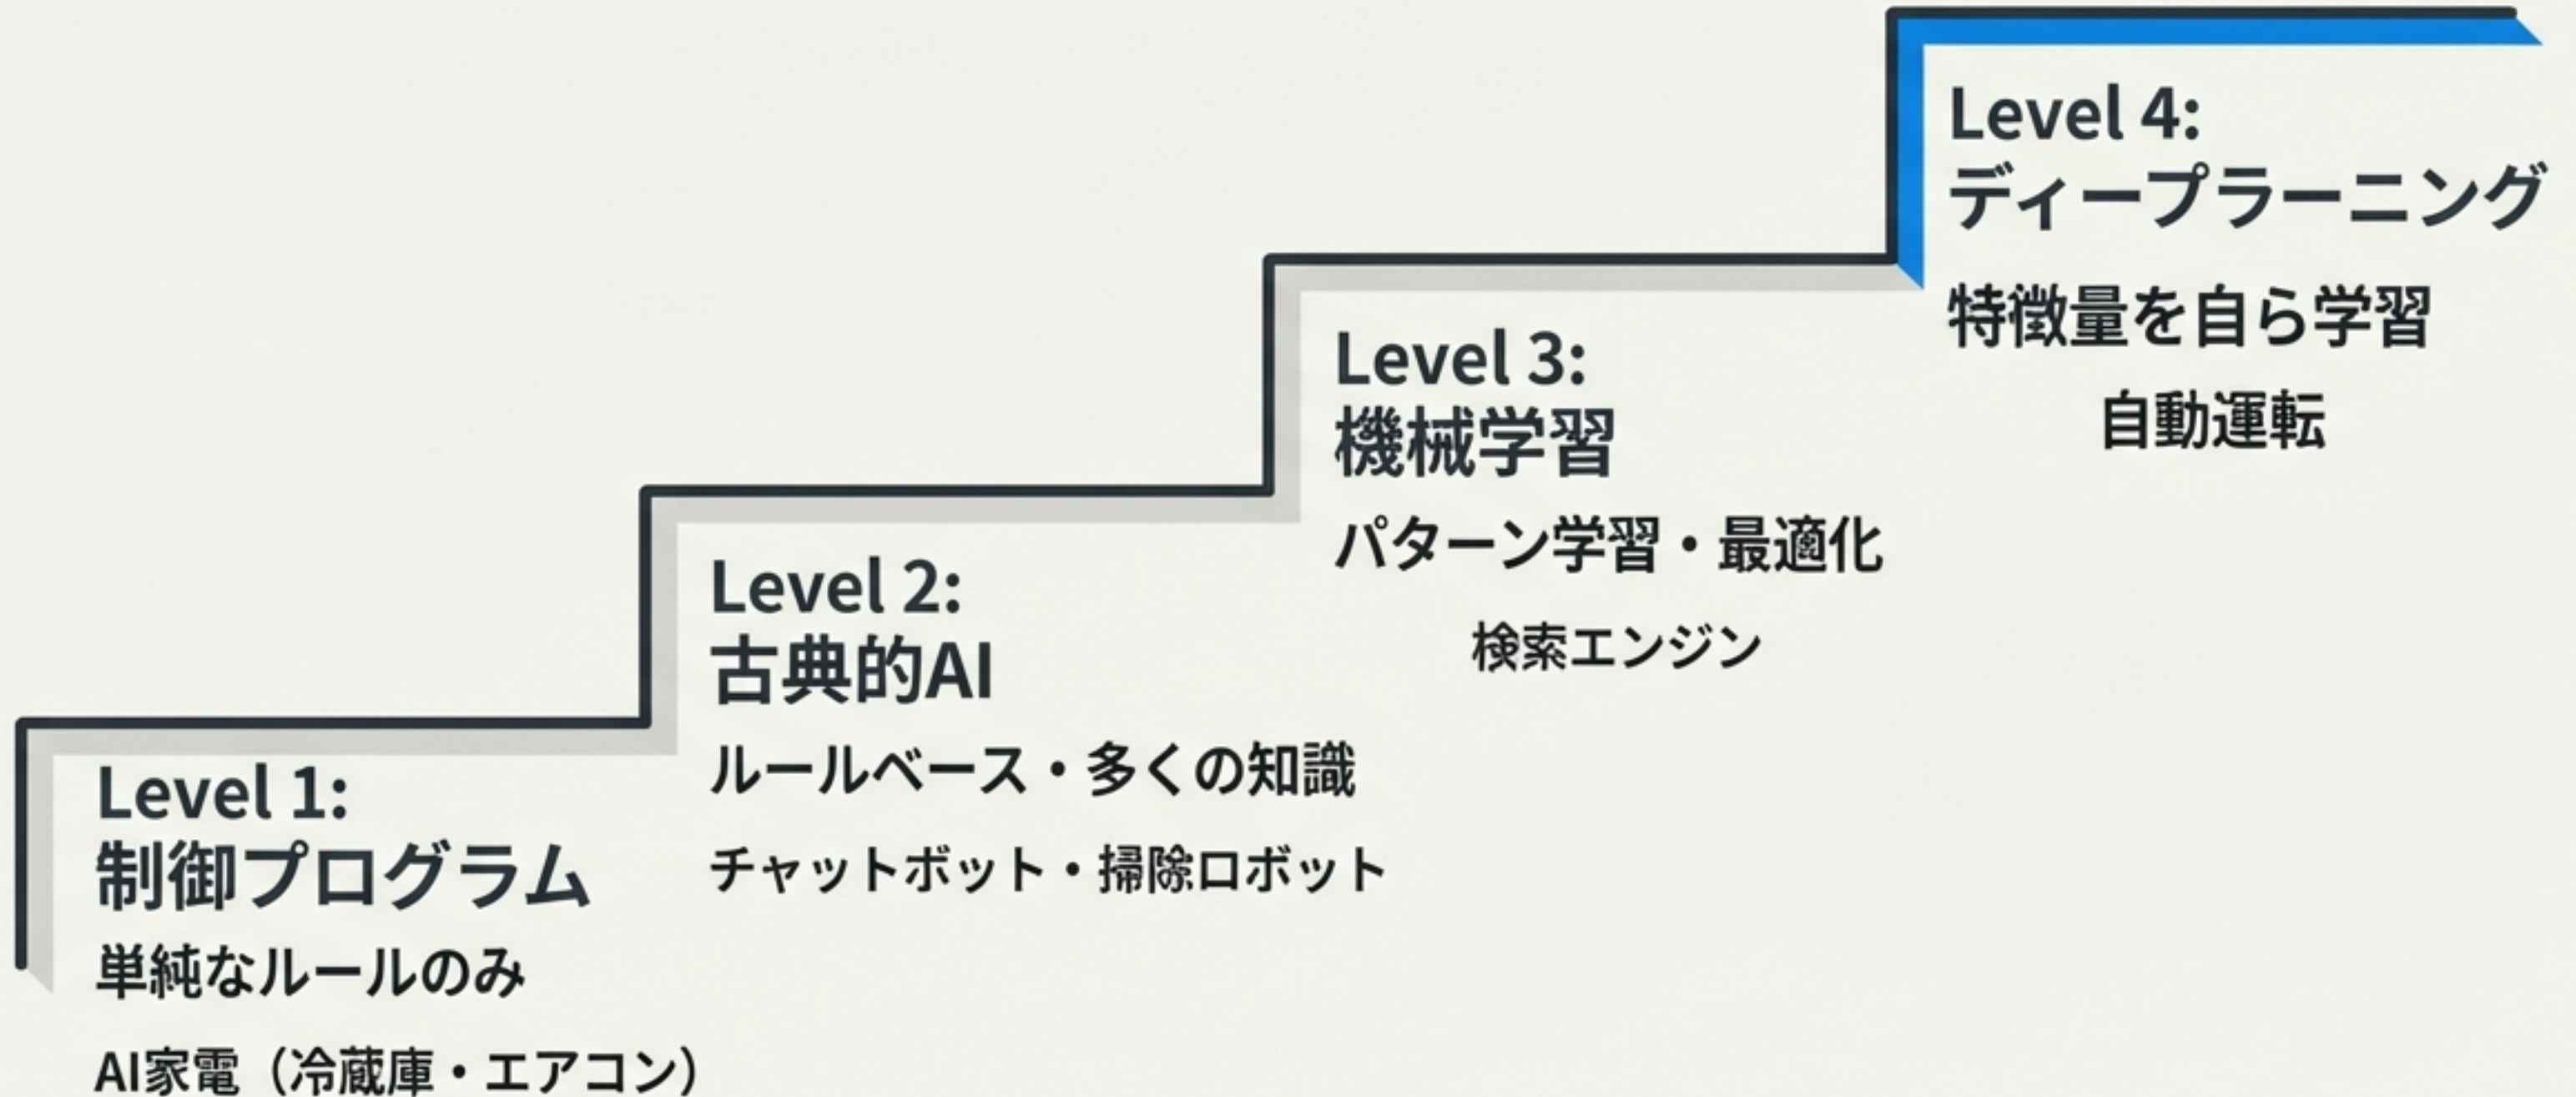 Level 1:
制御プログラム
単純なルールのみ
AI家電（冷蔵庫・エアコン）
Level 2:
古典的AI
ルールベース・多くの知識
チャットボット・掃除ロボット
Level 3:
機械学習
パターン学習・最適化
検索エンジン
Level 4:
ディープラーニング
特徴量を自ら学習
自動運転